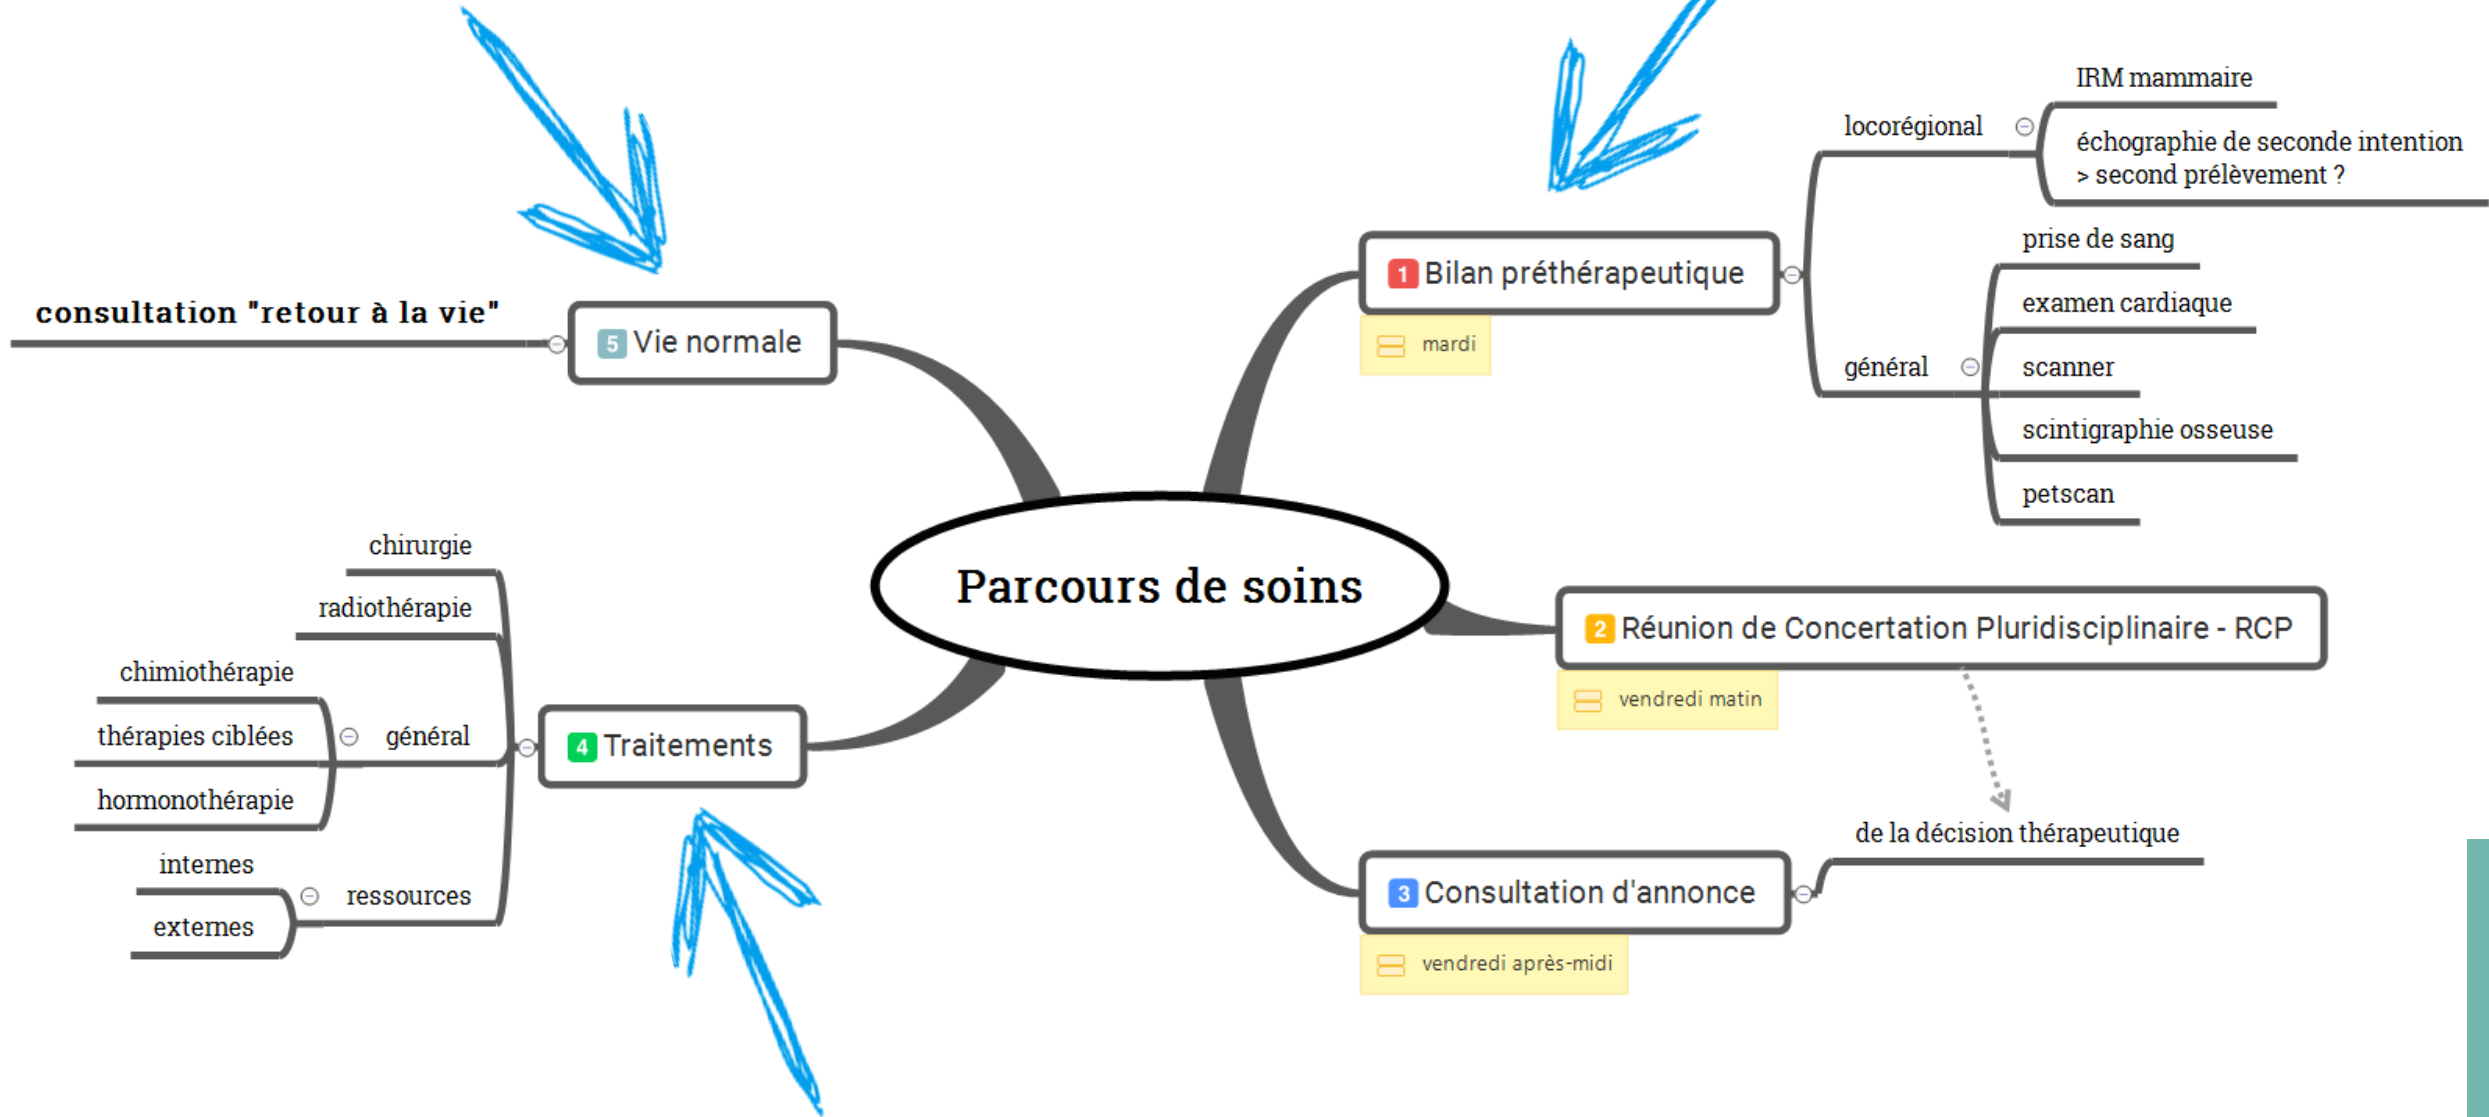 Parcours de soins
1 Bilan préthérapeutique
mardi
locorégional
IRM mammaire
échographie de seconde intention
> second prélèvement ?
général
prise de sang
examen cardiaque
scanner
scintigraphie osseuse
petscan
2 Réunion de Concertation Pluridisciplinaire - RCP
vendredi matin
3 Consultation d'annonce
vendredi après-midi
de la décision thérapeutique
4 Traitements
chirurgie
radiothérapie
général
chimiothérapie
thérapies ciblées
hormonothérapie
ressources
internes
externes
5 Vie normale
consultation "retour à la vie"